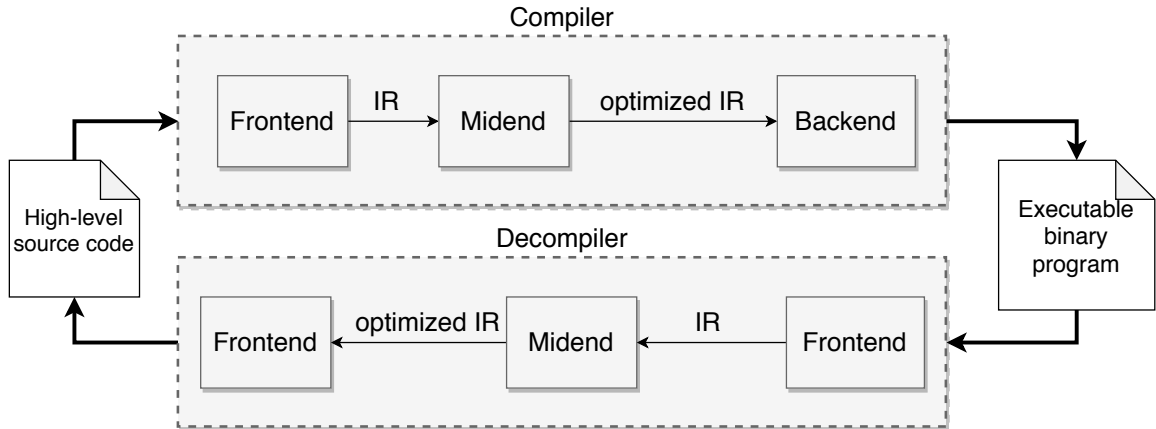 Compiler
IR
optimized IR
Frontend
Midend
Backend
High-level
source code
Executable
binary
program
Decompiler
optimized IR
IR
Frontend
Midend
Frontend